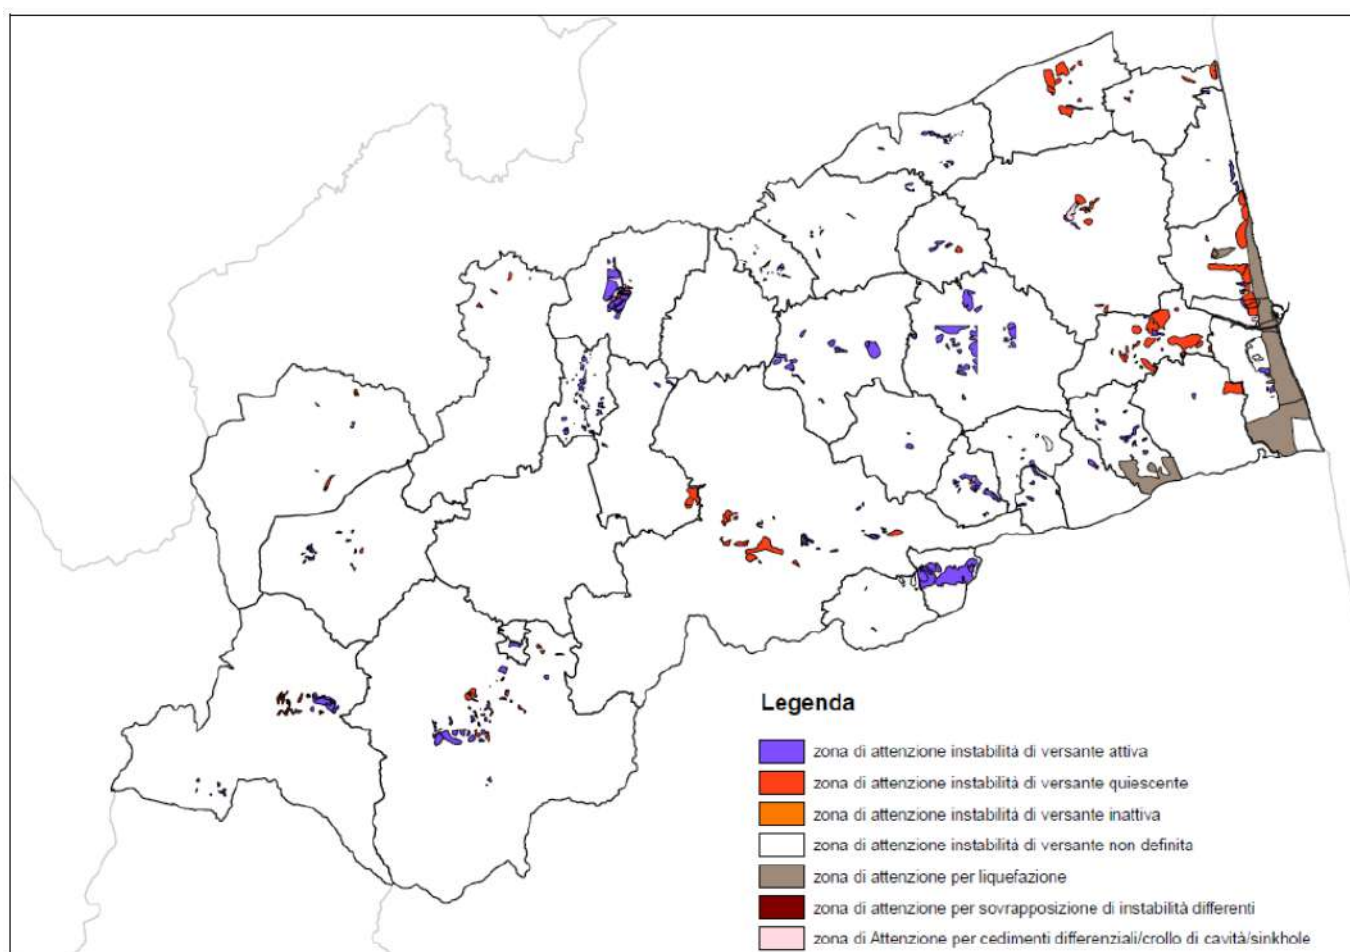 Legenda
zona di attenzione instabilità di versante attiva
zona di attenzione instabilità di versante quiescente
zona di attenzione instabilità di versante inattiva
zona di attenzione instabilità di versante non definita
zona di attenzione per liquefazione
zona di attenzione per sovrapposizione di instabilità differenti
zona di Attenzione per cedimenti differenziali/crollo di cavità/sinkhole